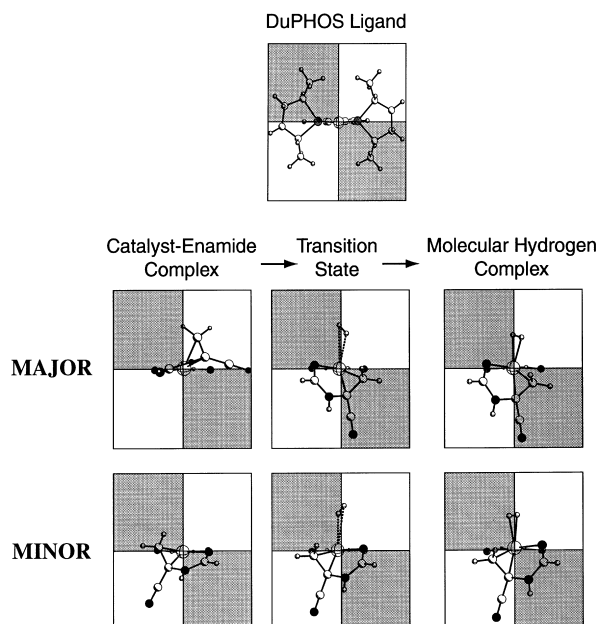 DuPHOS Ligand
Catalyst-Enamide Complex
Transition State
Molecular Hydrogen Complex
MAJOR
MINOR